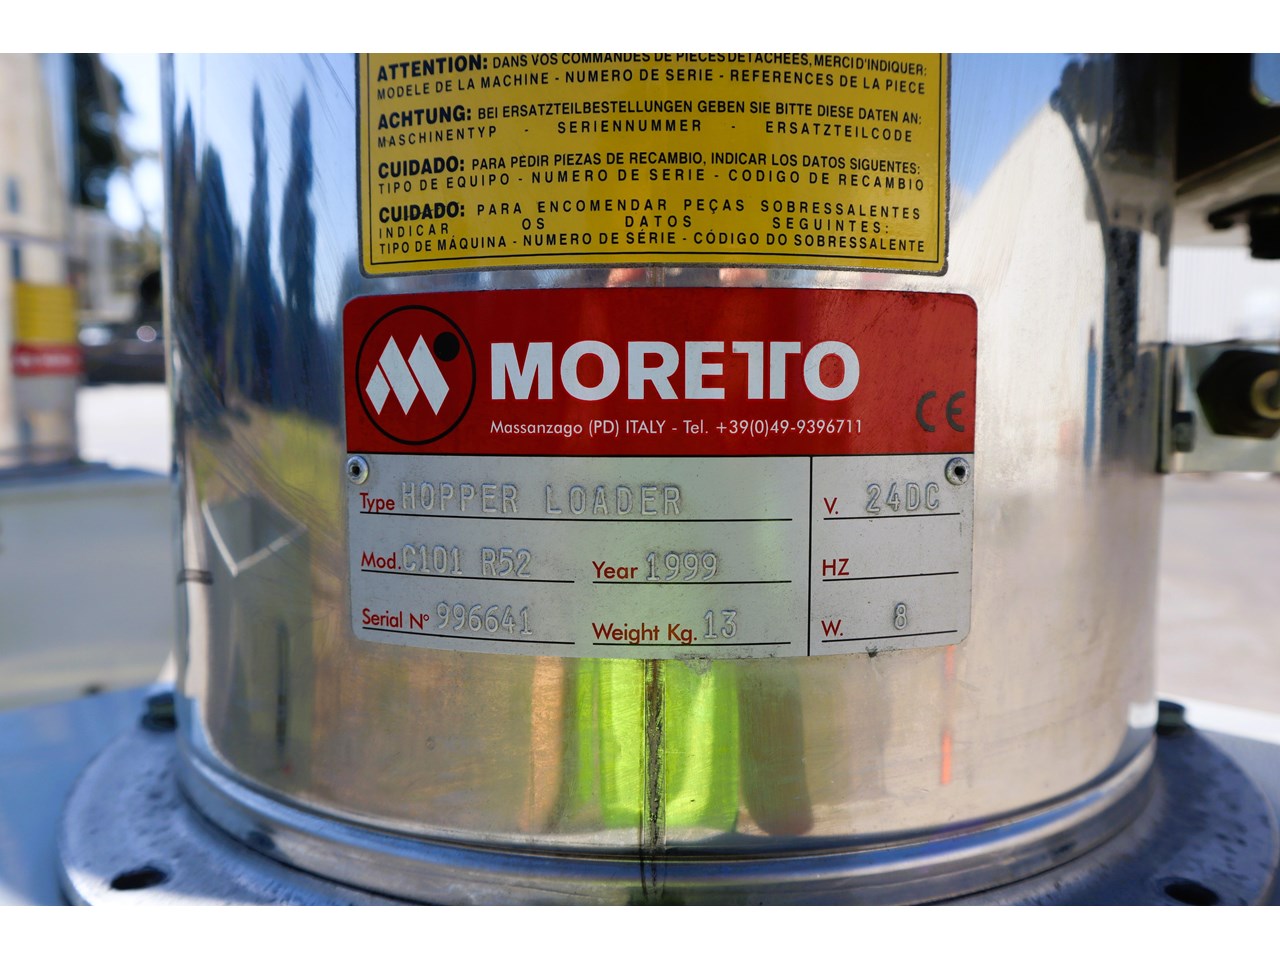 ATTENTION: DANS VOS COMMANDES DE PIECES DETACHEES, MERCI D'INDIQUER:
MODELE DE LA MACHINE - NUMERO DE SERIE - REFERENCES DE LA PIECE
ACHTUNG: BEI ERSATZTEILBESTELLUNGEN GEBEN SIE BITTE DIESE DATEN AN:
MASCHINENTYP - SERIENNUMMER - ERSATZTEILCODE
CUIDADO: PARA PÉDIR PIEZAS DE RECAMBIO, INDICAR LOS DATOS SIGUENTES:
TIPO DE EQUIPO - NUMERO DE SERIE - CODIGO DE RECAMBIO
CUIDADO: PARA ENCOMENDAR PEÇAS SOBRESSALENTES
INDICAR OS DATOS SEGUINTES:
TIPO DE MÁQUINA - NUMERO DE SÉRIE - CÓDIGO DO SOBRESSALENTE
MORETTO
Massanzago (PD) ITALY - Tel. +39(0)49-9396711
CE
Type HOPPER LOADER V. 24DC
Mod. C101 R52 Year 1999 HZ
Serial N° 996641 Weight Kg. 13 W. 8